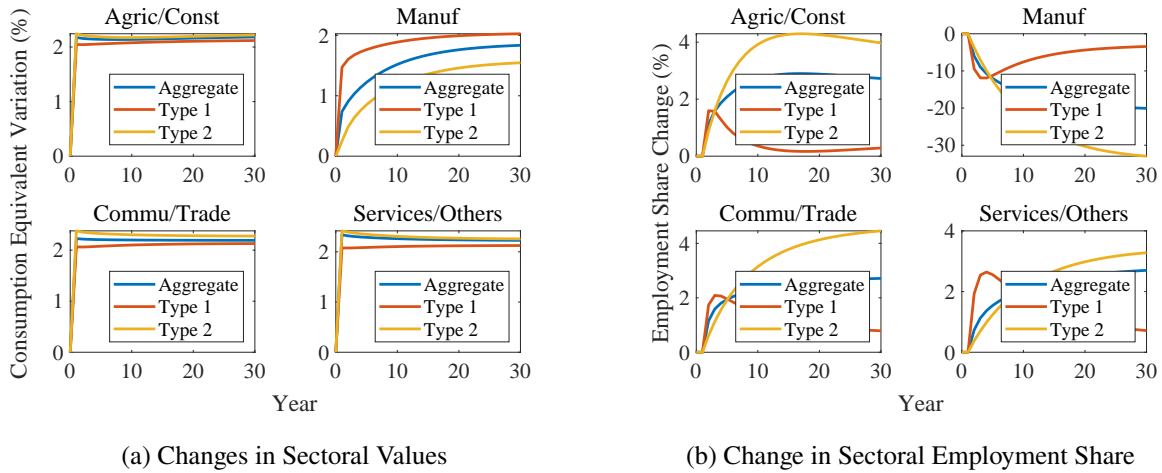 Agric/Const
Manuf
Consumption Equivalent Variation (%)
2
1
0
0 10 20 30
Aggregate
Type 1
Type 2
2
1
0
0 10 20 30
Aggregate
Type 1
Type 2
Commu/Trade
Services/Others
2
1
0
0 10 20 30
Aggregate
Type 1
Type 2
2
1
0
0 10 20 30
Aggregate
Type 1
Type 2
Year
(a) Changes in Sectoral Values
Agric/Const
Manuf
Employment Share Change (%)
4
2
0
0 10 20 30
Aggregate
Type 1
Type 2
0
-10
-20
-30
0 10 20 30
Aggregate
Type 1
Type 2
Commu/Trade
Services/Others
4
2
0
0 10 20 30
Aggregate
Type 1
Type 2
4
2
0
0 10 20 30
Aggregate
Type 1
Type 2
Year
(b) Change in Sectoral Employment Share